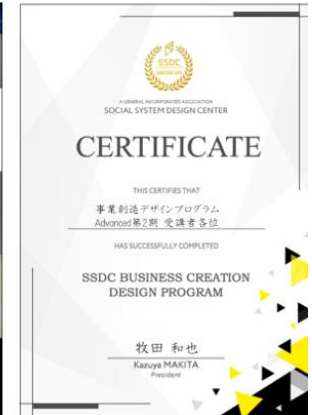 SSDC
CERTIFICATE
A GENERAL INCORPORATED ASSOCIATION
SOCIAL SYSTEM DESIGN CENTER
CERTIFICATE
THIS CERTIFIES THAT
事業創造デザインプログラム
Advanced第2期 受講者各位
HAS SUCCESSFULLY COMPLETED
SSDC BUSINESS CREATION
DESIGN PROGRAM
牧田 和也
Kazuya MAKITA
President